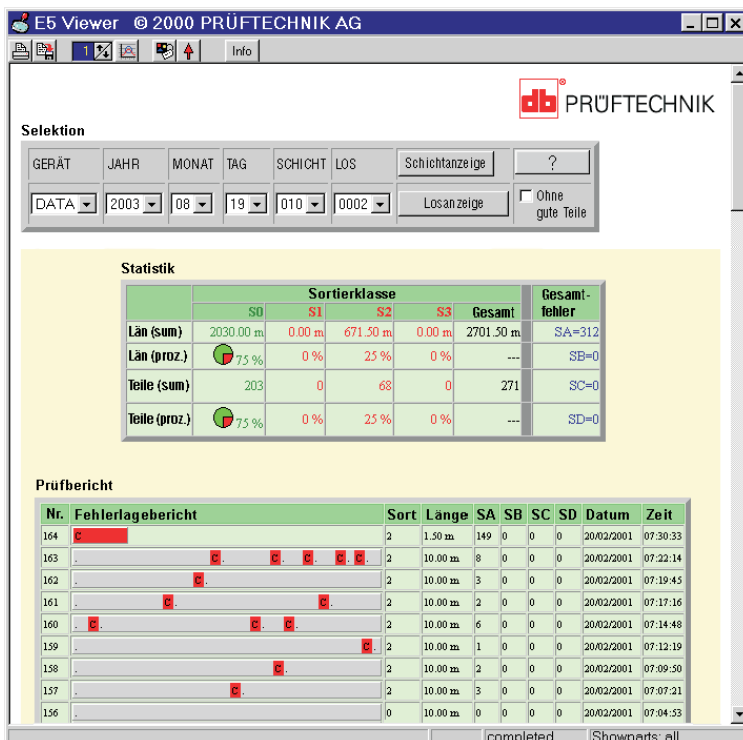 E5 Viewer © 2000 PRÜFTECHNIK AG
1 Info
db® PRÜFTECHNIK
Selektion
GERÄT JAHR MONAT TAG SCHICHT LOS Schichtanzeige ?
DATA 2003 08 19 010 0002 Losanzeige Ohne gute Teile
Statistik
Sortierklasse Gesamt-fehler
S0 S1 S2 S3 Gesamt
Län (sum) 2030.00 m 0.00 m 671.50 m 0.00 m 2701.50 m SA=312
Län (proz.) 75 % 0 % 25 % 0 % --- SB=0
Teile (sum) 203 0 68 0 271 SC=0
Teile (proz.) 75 % 0 % 25 % 0 % --- SD=0
Prüfbericht
Nr. Fehlerlagebericht Sort Länge SA SB SC SD Datum Zeit
164 C 2 1.50 m 149 0 0 0 20/02/2001 07:30:33
163 . C . C . C . C . C . 2 10.00 m 8 0 0 0 20/02/2001 07:22:14
162 . C . 2 10.00 m 3 0 0 0 20/02/2001 07:19:45
161 . C . C . 2 10.00 m 2 0 0 0 20/02/2001 07:17:16
160 . C . C . C . 2 10.00 m 6 0 0 0 20/02/2001 07:14:48
159 . C . 2 10.00 m 1 0 0 0 20/02/2001 07:12:19
158 . C . 2 10.00 m 2 0 0 0 20/02/2001 07:09:50
157 . C . 2 10.00 m 3 0 0 0 20/02/2001 07:07:21
156 . 0 10.00 m 0 0 0 0 20/02/2001 07:04:53
completed Showparts: all